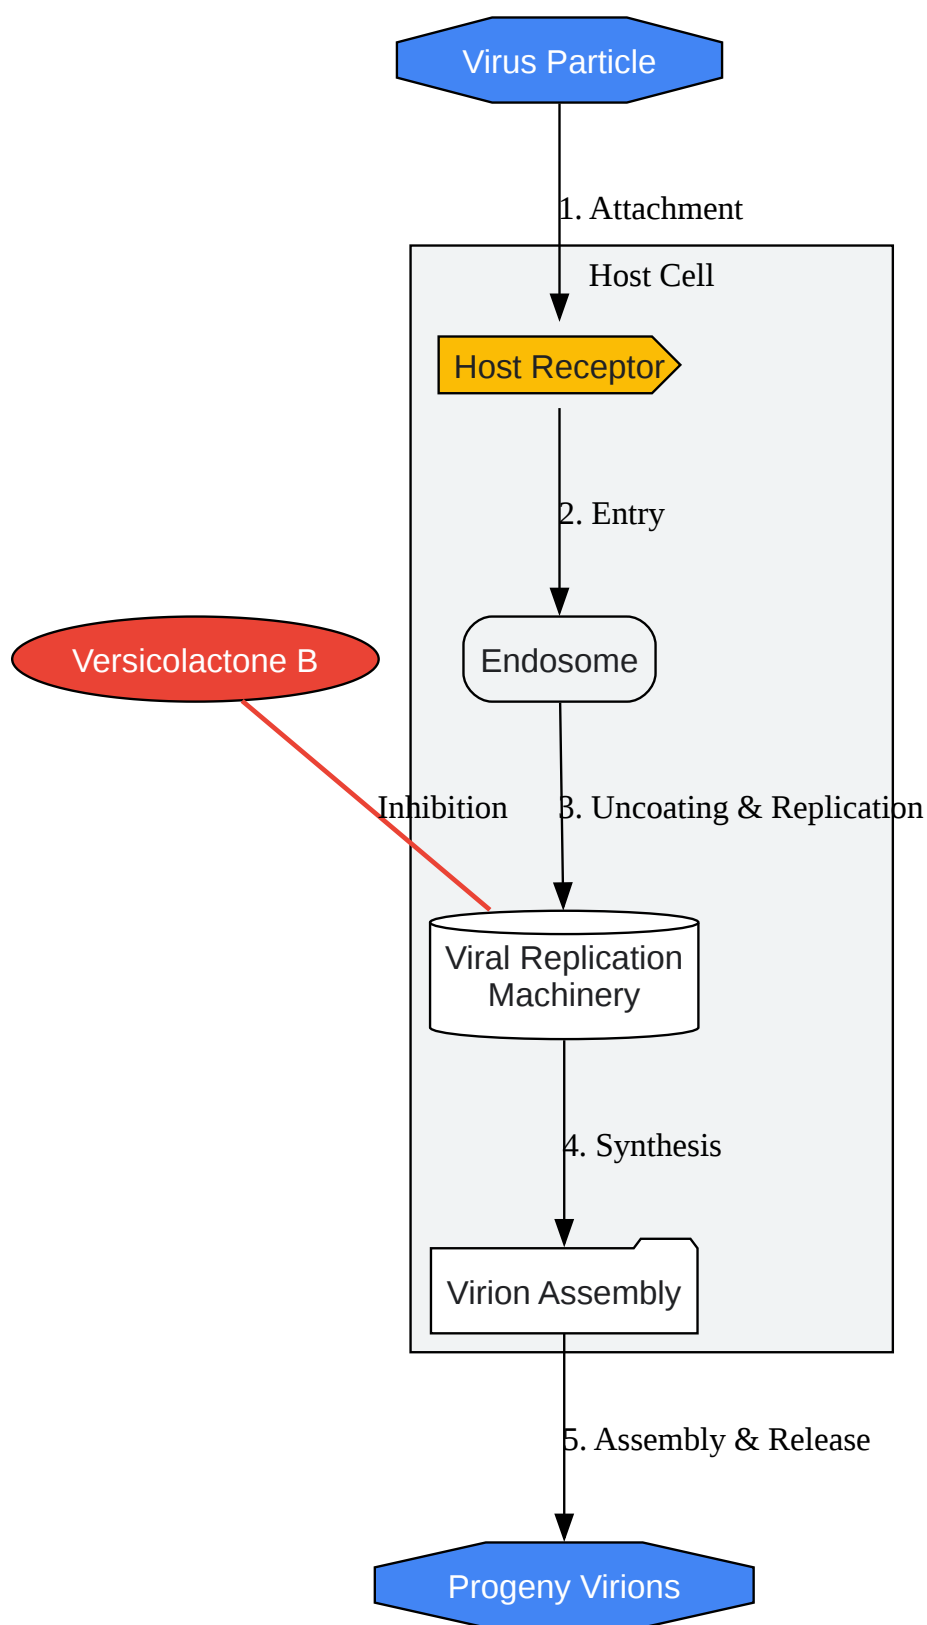 Virus Particle
1. Attachment
Host Cell
Host Receptor
2. Entry
Versicolactone B
Endosome
Inhibition
3. Uncoating & Replication
Viral Replication
Machinery
4. Synthesis
Virion Assembly
5. Assembly & Release
Progeny Virions